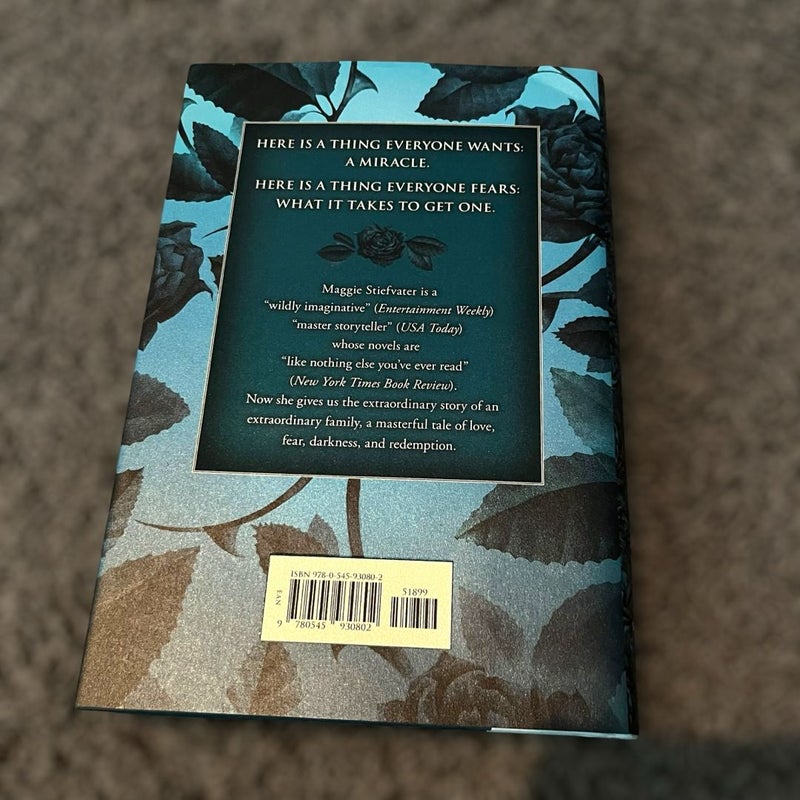 HERE IS A THING EVERYONE WANTS:
A MIRACLE.
HERE IS A THING EVERYONE FEARS:
WHAT IT TAKES TO GET ONE.
Maggie Stiefvater is a
“wildly imaginative” (Entertainment Weekly)
“master storyteller” (USA Today)
whose novels are
“like nothing else you’ve ever read”
(New York Times Book Review).
Now she gives us the extraordinary story of an
extraordinary family, a masterful tale of love,
fear, darkness, and redemption.
ISBN 978-0-545-93080-2
51899
EAN
9 780545 930802